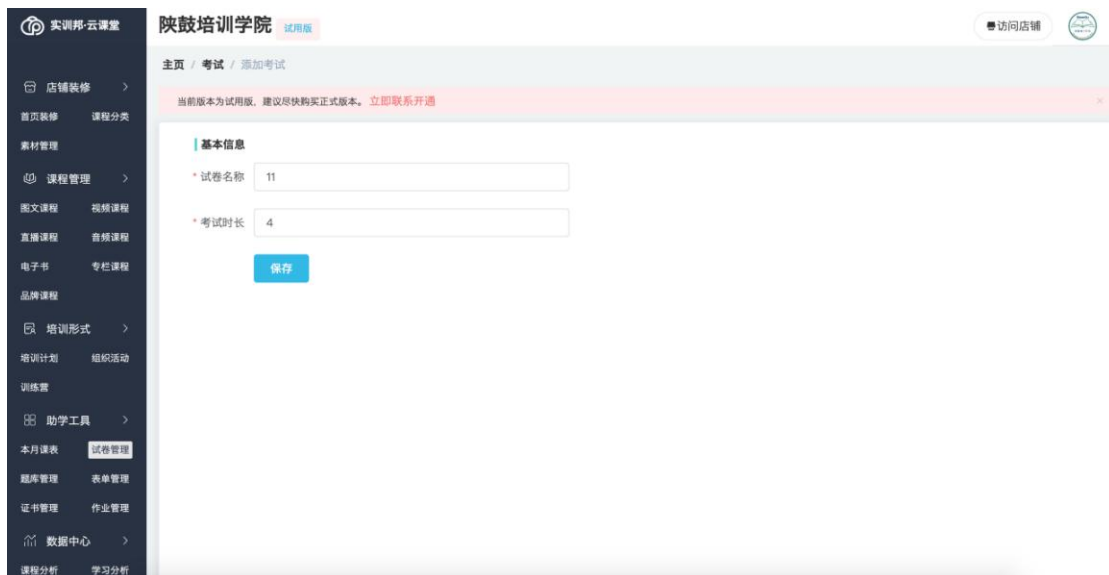 实训邦·云课堂
陕鼓培训学院 试用版
访问店铺
主页 / 考试 / 添加考试
当前版本为试用版，建议尽快购买正式版本。 立即联系开通
店铺装修
首页装修 课程分类
素材管理
课程管理
图文课程 视频课程
直播课程 音频课程
电子书 专栏课程
品牌课程
培训形式
培训计划 组织活动
训练营
助学工具
本月课表 试卷管理
题库管理 表单管理
证书管理 作业管理
数据中心
课程分析 学习分析
基本信息
* 试卷名称 11
* 考试时长 4
保存